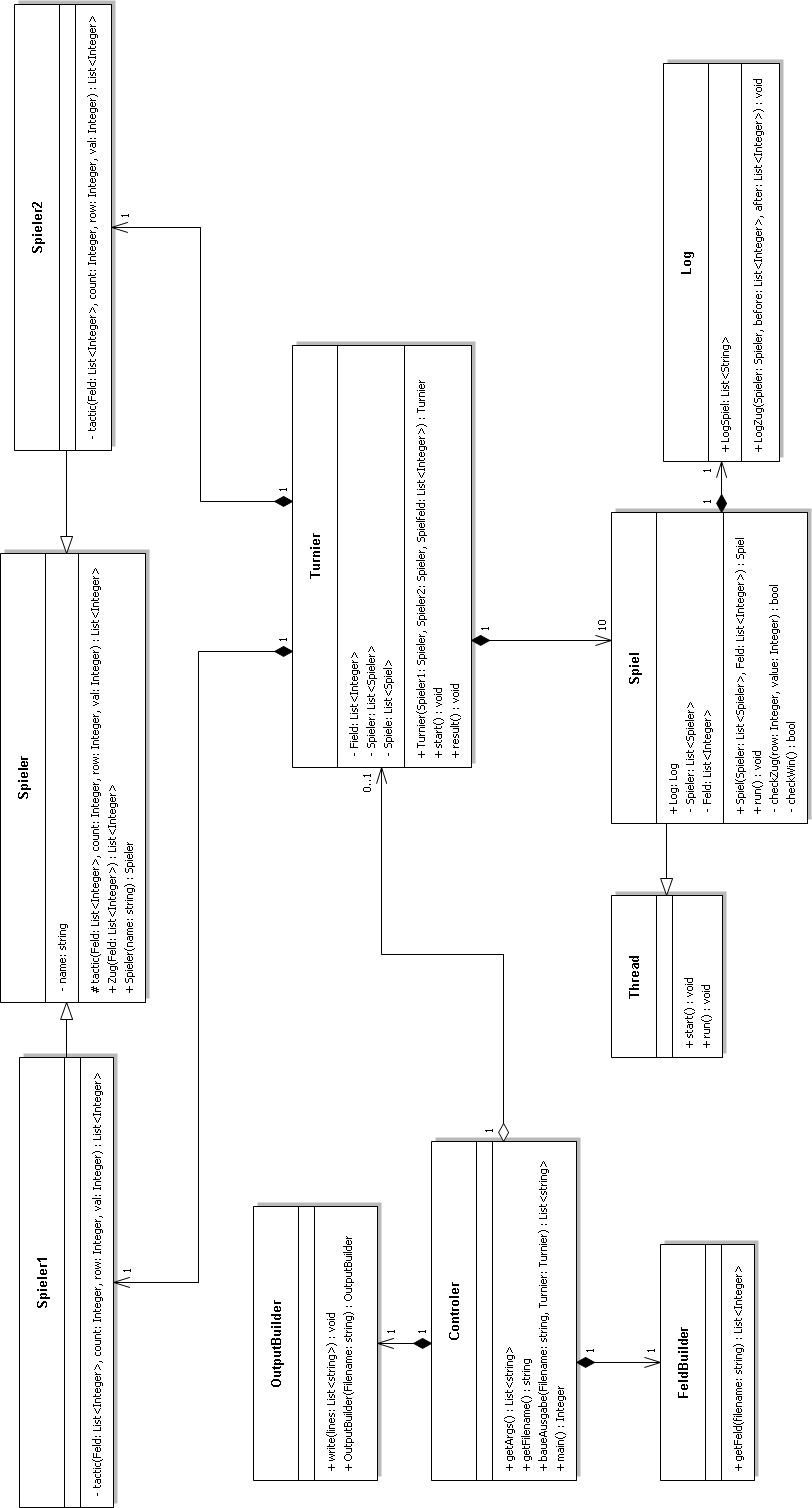 Spieler1
- tactic(Feld: List<Integer>, count: Integer, row: Integer, val: Integer) : List<Integer>
Spieler
- name: string
# tactic(Feld: List<Integer>, count: Integer, row: Integer, val: Integer) : List<Integer>
+ Zug(Feld: List<Integer>) : List<Integer>
+ Spieler(name: string) : Spieler
Spieler2
- tactic(Feld: List<Integer>, count: Integer, row: Integer, val: Integer) : List<Integer>
1
1
OutputBuilder
+ write(lines: List<string>) : void
+ OutputBuilder(Filename: string) : OutputBuilder
1
1
Controler
+ getArgs() : List<string>
+ getFilename() : string
+ baueAusgabe(Filename: string, Turnier: Turnier) : List<string>
+ main() : Integer
1
0..1
1
1
Turnier
- Field: List<Integer>
- Spieler: List<Spieler>
- Spiele: List<Spiel>
+ Turnier(Spieler1: Spieler, Spieler2: Spieler, Spielfeld: List<Integer>) : Turnier
+ start() : void
+ result() : void
1
10
1
1
FeldBuilder
+ getFeld(filename: string) : List<Integer>
Thread
+ start() : void
+ run() : void
Spiel
+ Log: Log
- Spieler: List<Spieler>
- Feld: List<Integer>
+ Spiel(Spieler: List<Spieler>, Feld: List<Integer>) : Spiel
+ run() : void
- checkZug(row: Integer, value: Integer) : bool
- checkWin() : bool
1
1
Log
+ LogSpiel: List<String>
+ LogZug(Spieler: Spieler, before: List<Integer>, after: List<Integer>) : void